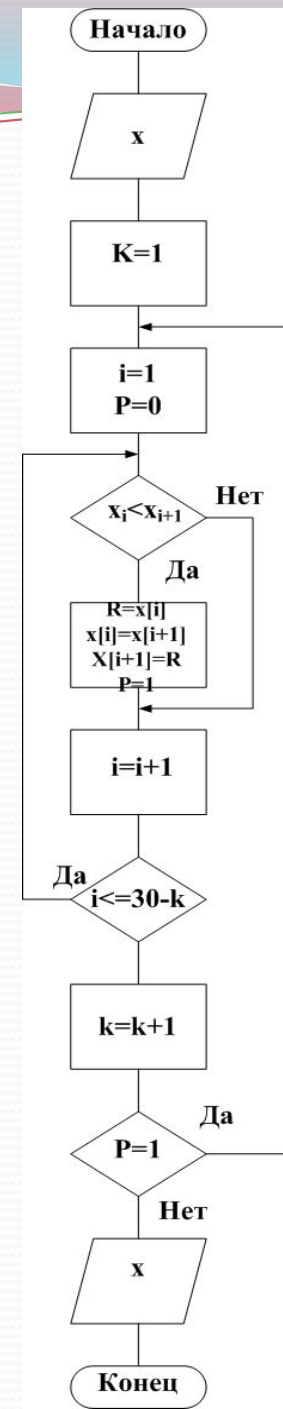 Начало
x
K=1
i=1
P=0
xᵢ<xᵢ₊₁
Нет
Да
R=x[i]
x[i]=x[i+1]
X[i+1]=R
P=1
i=i+1
Да
i<=30-k
k=k+1
Да
P=1
Нет
x
Конец